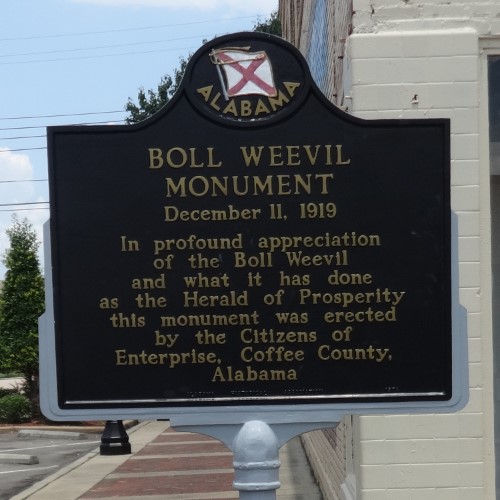 ALABAMA
BOLL WEEVIL
MONUMENT
December 11, 1919
In profound appreciation
of the Boll Weevil
and what it has done
as the Herald of Prosperity
this monument was erected
by the Citizens of
Enterprise, Coffee County,
Alabama